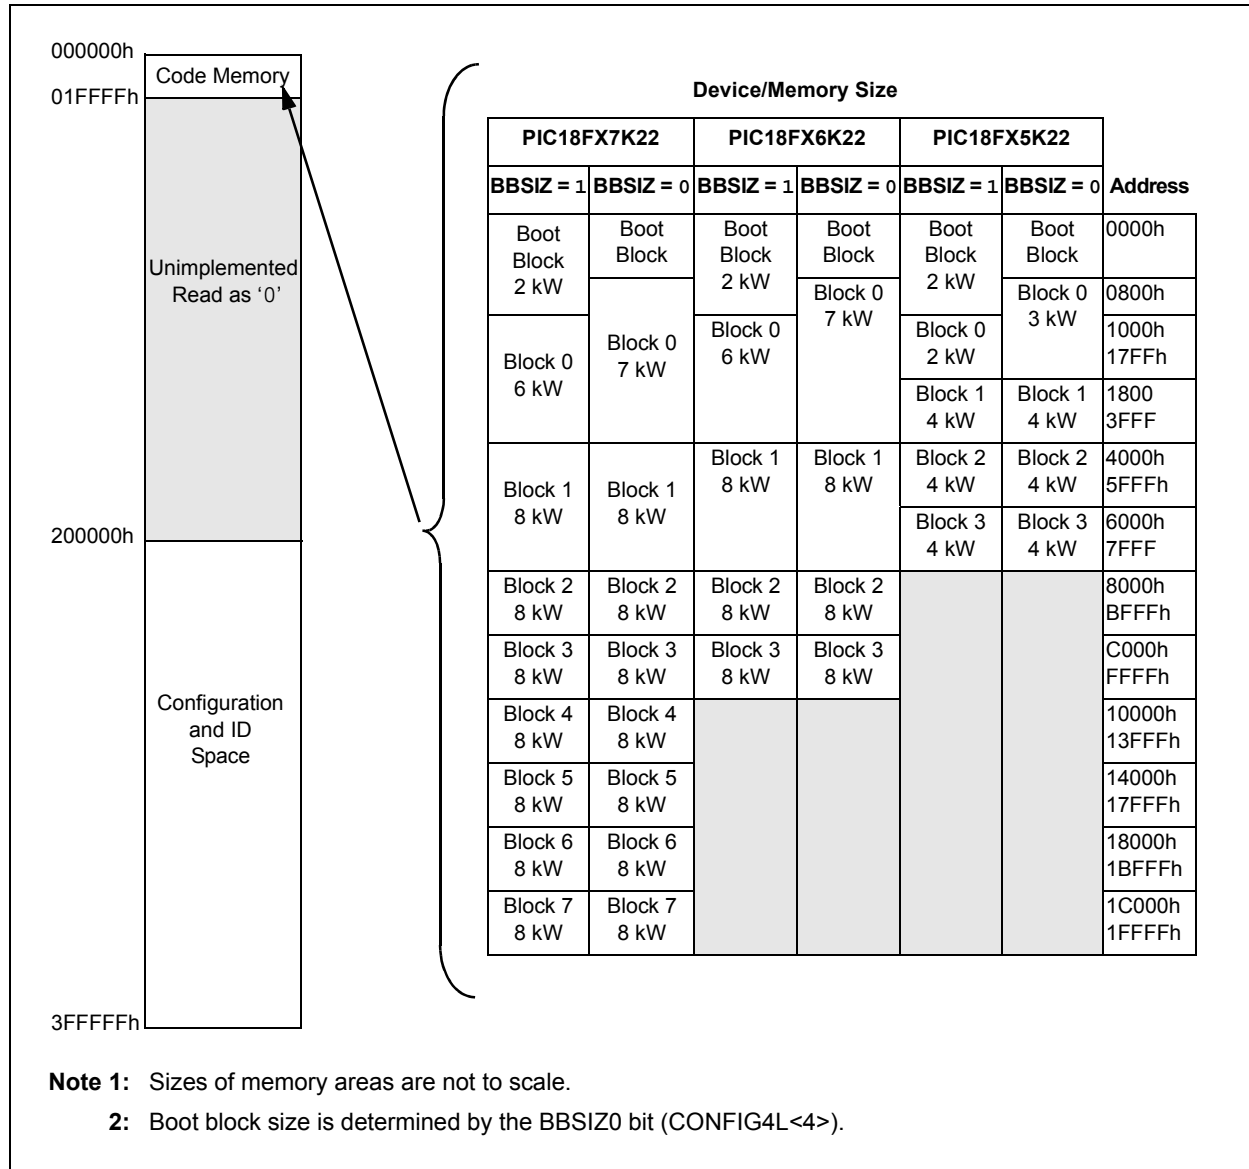 000000h
Code Memory
01FFFFh
Unimplemented
Read as ‘0’
200000h
Configuration
and ID
Space
3FFFFFh
Device/Memory Size
PIC18FX7K22 PIC18FX6K22 PIC18FX5K22
BBSIZ = 1 BBSIZ = 0 BBSIZ = 1 BBSIZ = 0 BBSIZ = 1 BBSIZ = 0 Address
Boot Boot Boot Boot Boot Boot 0000h
Block Block Block Block Block Block
2 kW 2 kW 2 kW
Block 0 Block 0 0800h
7 kW 3 kW
Block 0 Block 0 Block 0 Block 0 1000h
6 kW 7 kW 6 kW 2 kW 17FFh
Block 1 Block 1 1800
4 kW 4 kW 3FFF
Block 1 Block 1 Block 1 Block 1 Block 2 Block 2 4000h
8 kW 8 kW 8 kW 8 kW 4 kW 4 kW 5FFFh
Block 3 Block 3 6000h
4 kW 4 kW 7FFF
Block 2 Block 2 Block 2 Block 2 8000h
8 kW 8 kW 8 kW 8 kW BFFFh
Block 3 Block 3 Block 3 Block 3 C000h
8 kW 8 kW 8 kW 8 kW FFFFh
Block 4 Block 4 10000h
8 kW 8 kW 13FFFh
Block 5 Block 5 14000h
8 kW 8 kW 17FFFh
Block 6 Block 6 18000h
8 kW 8 kW 1BFFFh
Block 7 Block 7 1C000h
8 kW 8 kW 1FFFFh
Note 1: Sizes of memory areas are not to scale.
2: Boot block size is determined by the BBSIZ0 bit (CONFIG4L<4>).